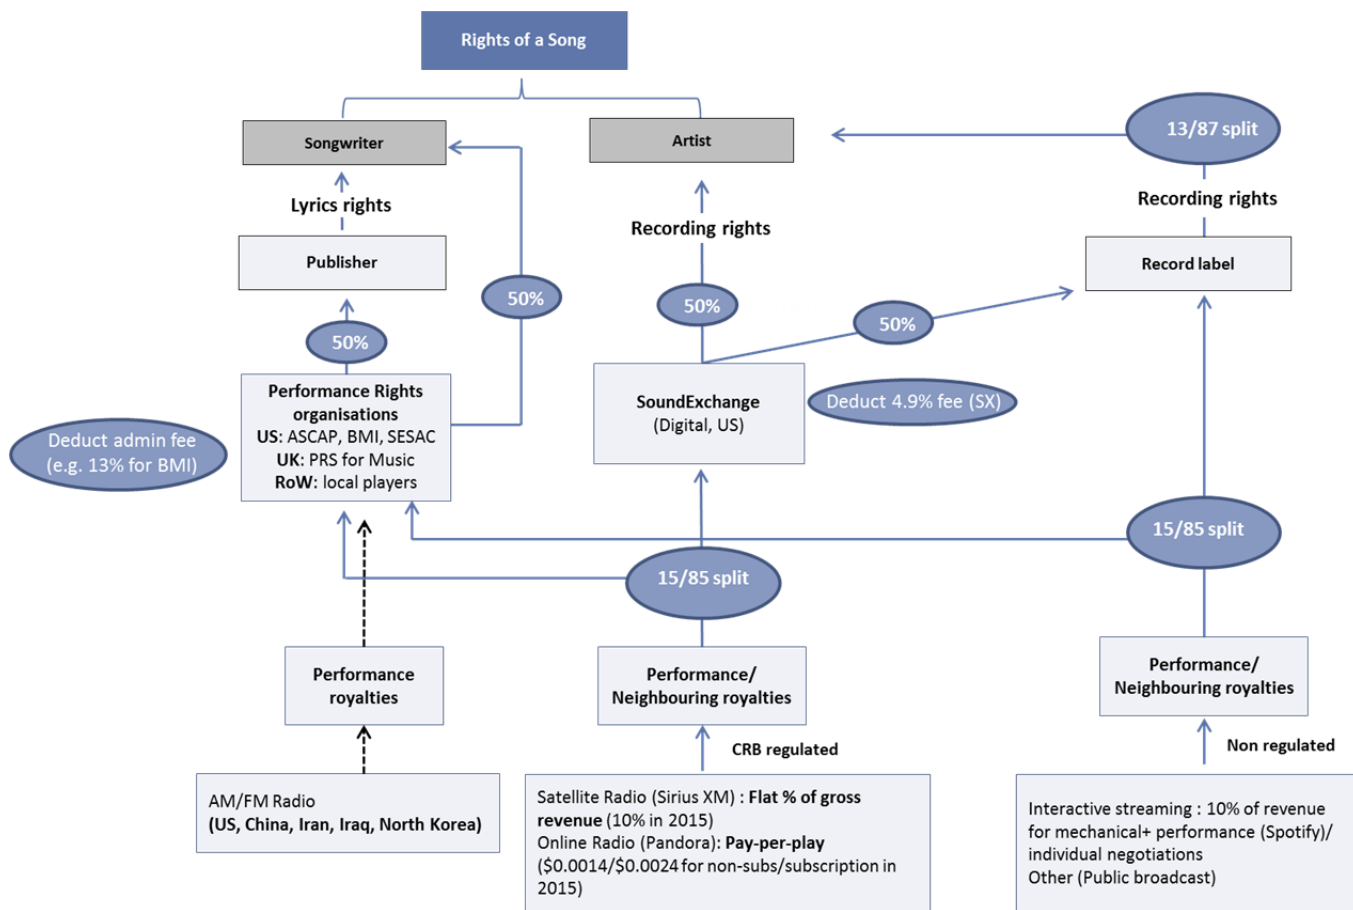 Rights of a Song
Songwriter
Artist
13/87 split
Lyrics rights
Recording rights
Recording rights
Publisher
Record label
50%
50%
50%
50%
Performance Rights
organisations
US: ASCAP, BMI, SESAC
UK: PRS for Music
RoW: local players
Deduct admin fee
(e.g. 13% for BMI)
SoundExchange
(Digital, US)
Deduct 4.9% fee (SX)
15/85 split
15/85 split
Performance
royalties
Performance/
Neighbouring royalties
Performance/
Neighbouring royalties
CRB regulated
Non regulated
AM/FM Radio
(US, China, Iran, Iraq, North Korea)
Satellite Radio (Sirius XM) : Flat % of gross
revenue (10% in 2015)
Online Radio (Pandora): Pay-per-play
($0.0014/$0.0024 for non-subs/subscription in
2015)
Interactive streaming : 10% of revenue
for mechanical+ performance (Spotify)/
individual negotiations
Other (Public broadcast)